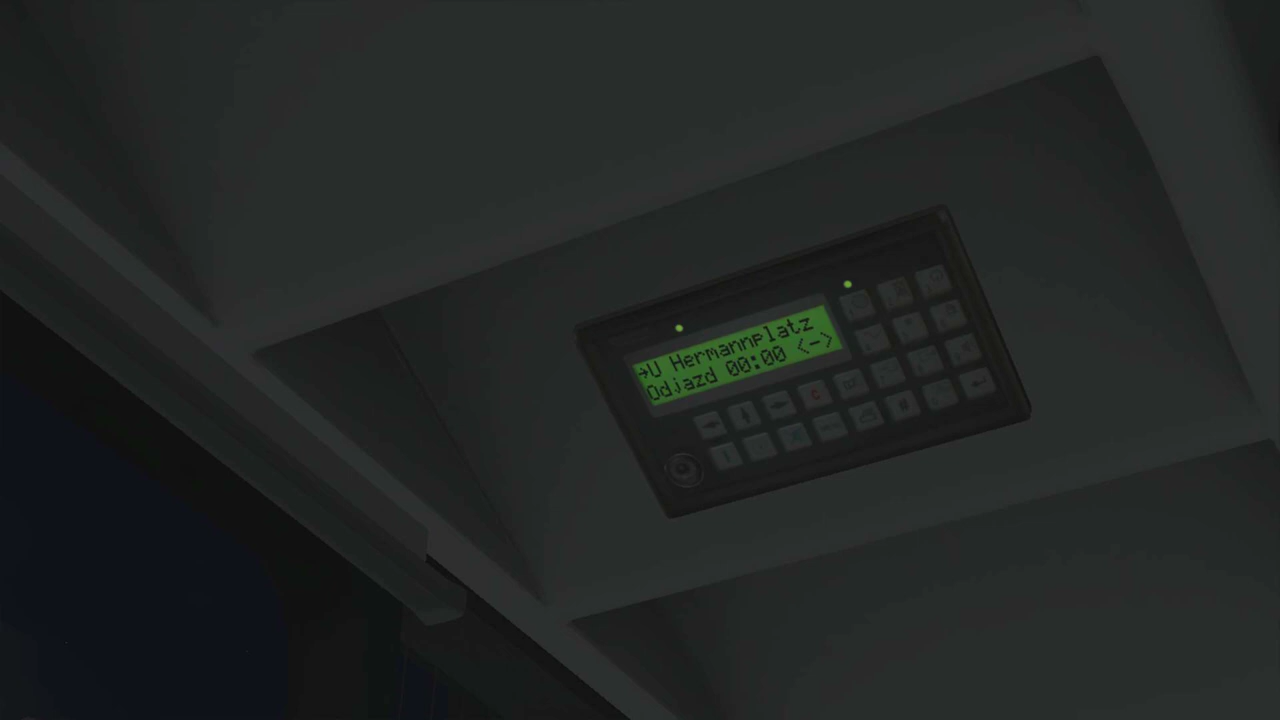 →U Hermannplatz
Odjazd 00:00 <->
C